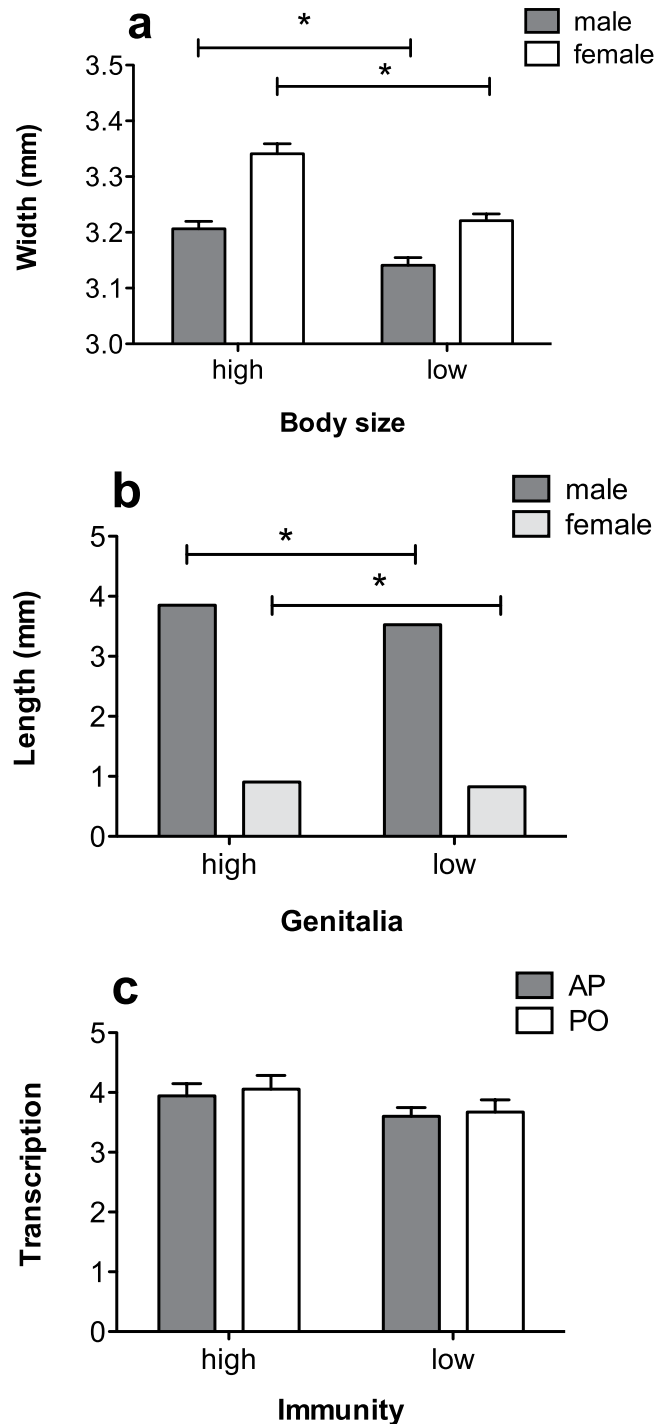 a
*
male
female
*
3.5
3.4
3.3
3.2
3.1
3.0
Width (mm)
high
low
Body size
b
male
female
*
*
5
4
3
2
1
0
Length (mm)
high
low
Genitalia
c
AP
PO
5
4
3
2
1
0
Transcription
high
low
Immunity